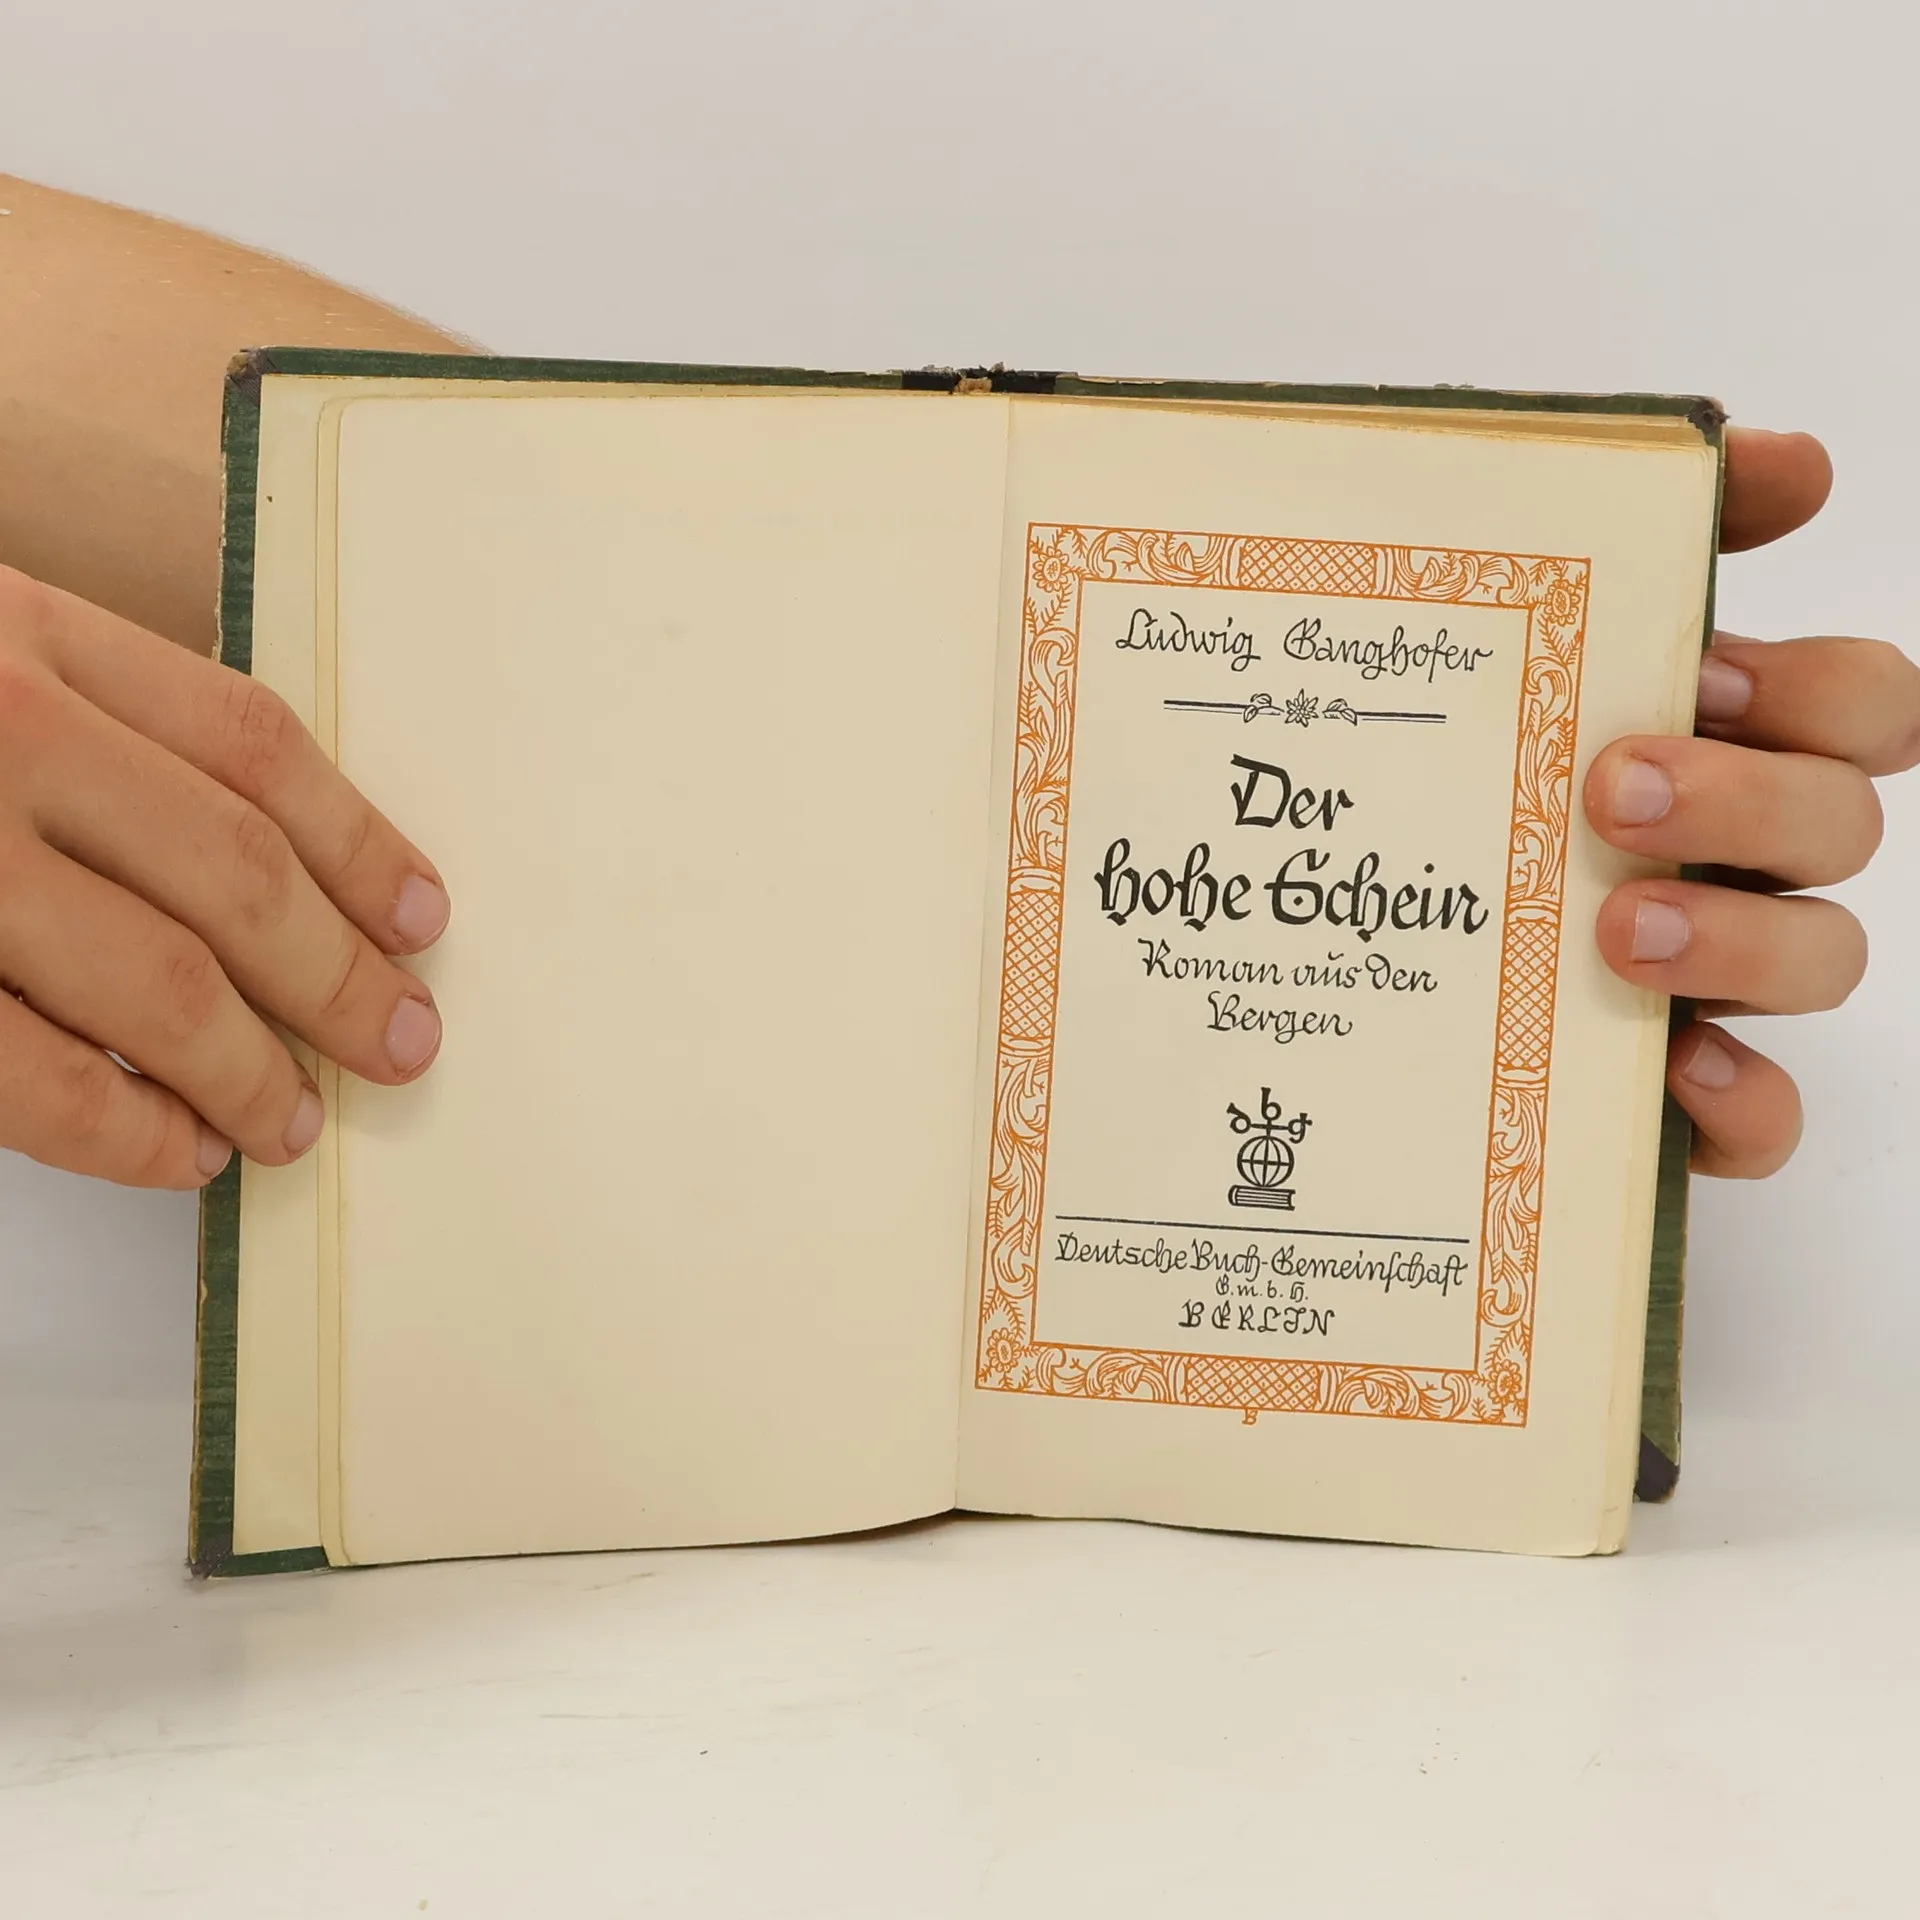 Ludwig Ganghofer
Der
hohe Schein
Roman aus den
Bergen
dbg
Deutsche Buch-Gemeinschaft
G.m.b.H.
BERLIN
B